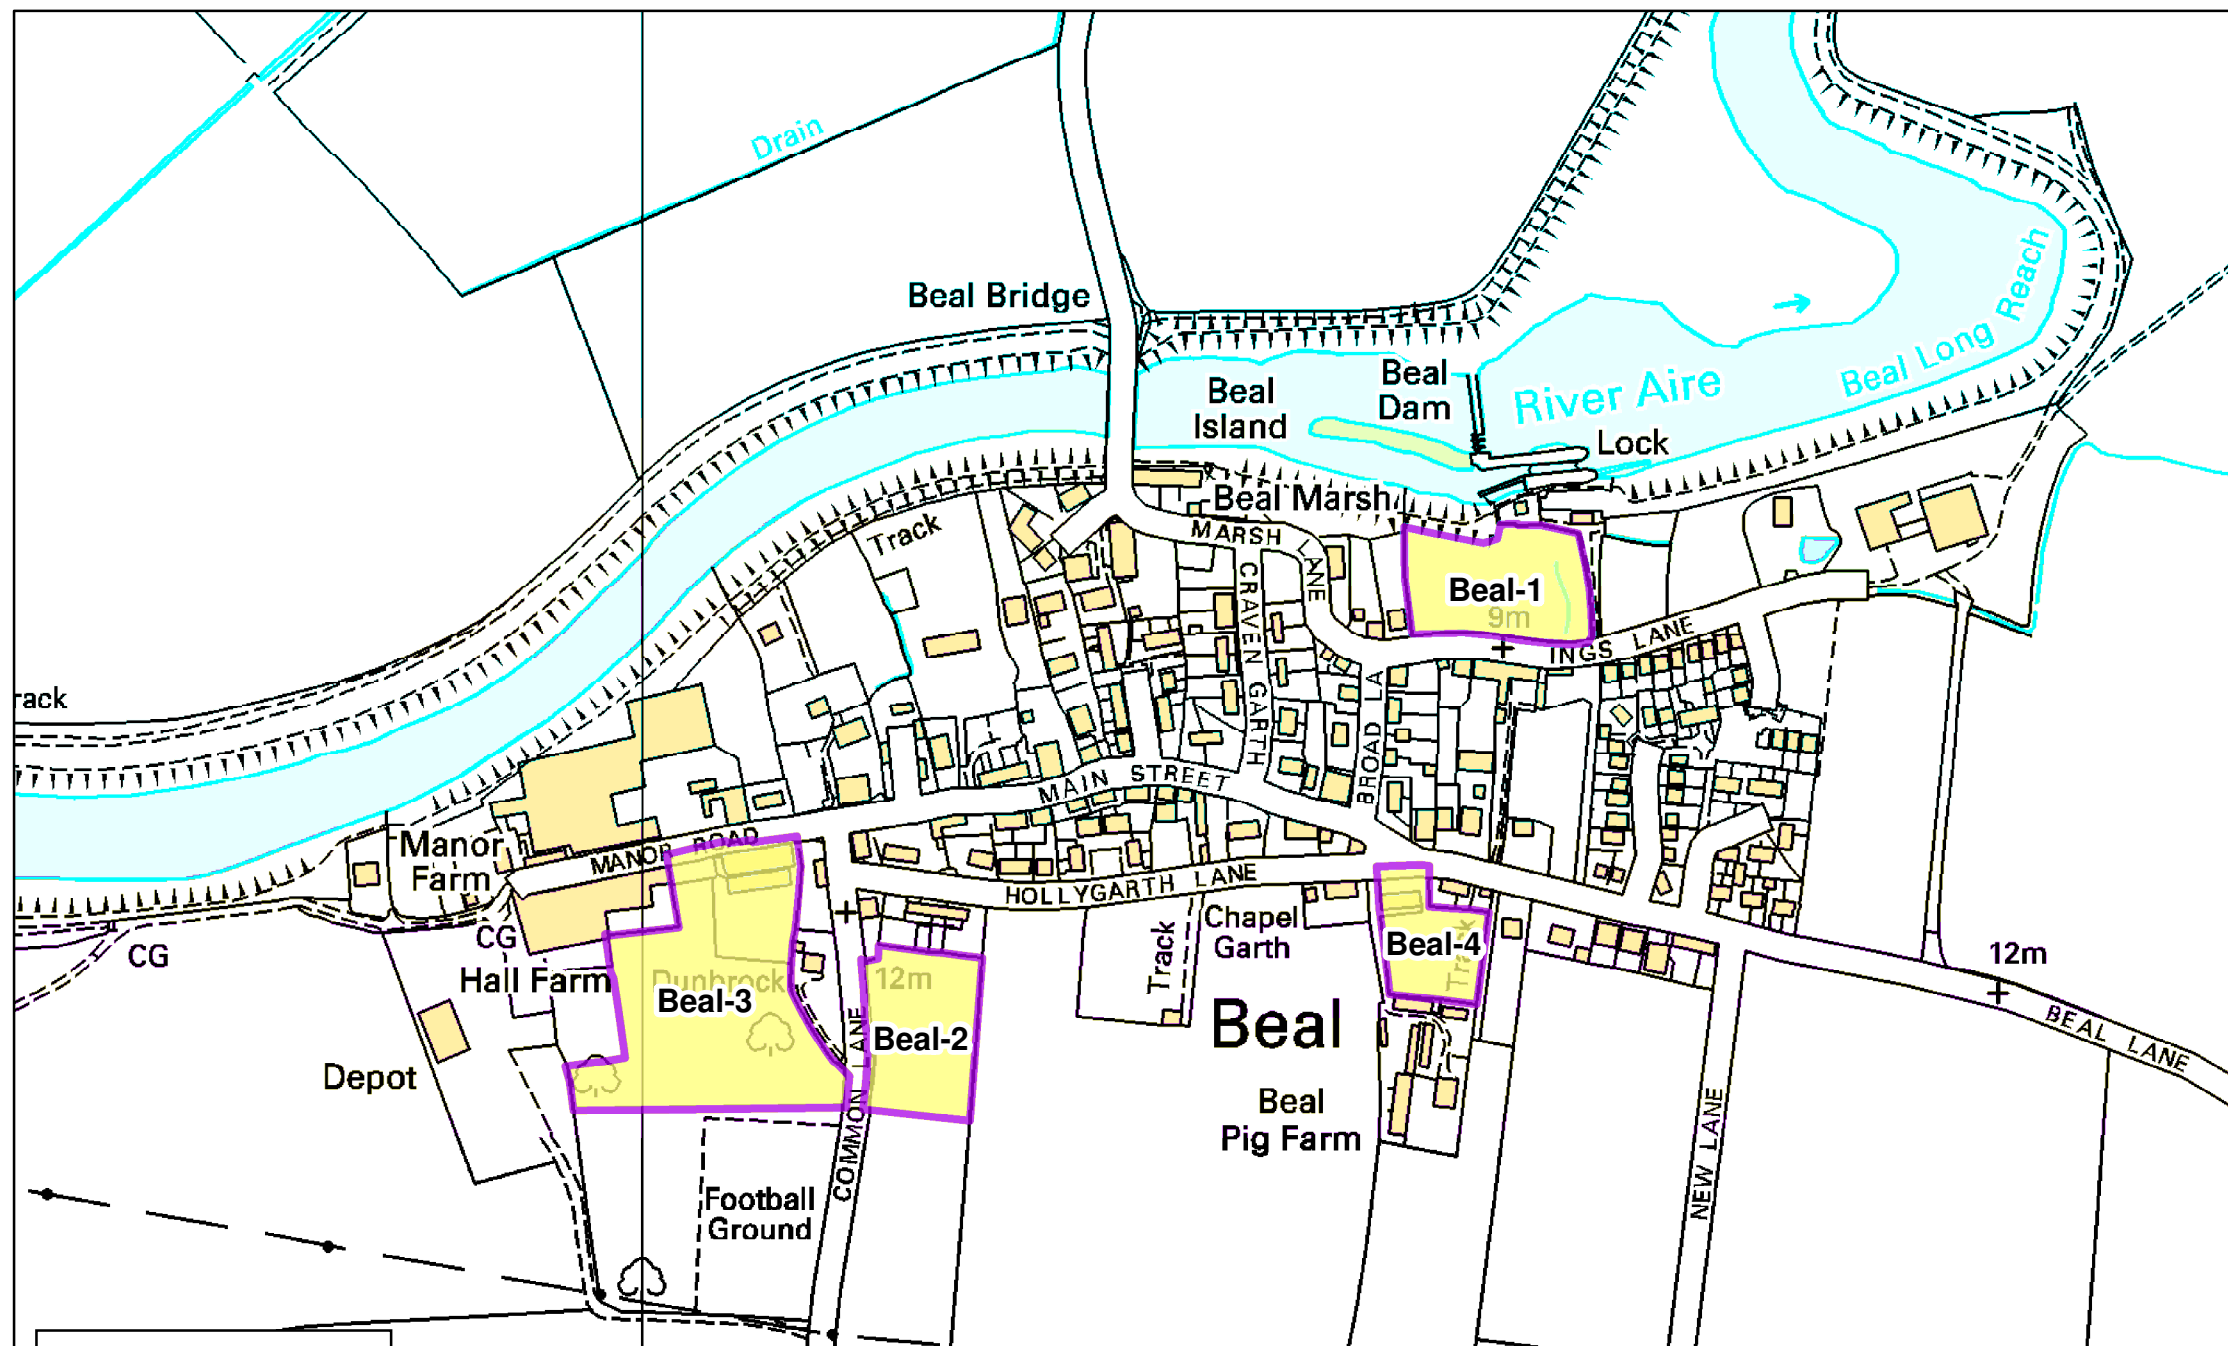 Drain
Beal Bridge
Beal Long Reach
Beal
Island
Beal
Dam
River Aire
Lock
Beal Marsh
Track
MARSH LANE
CRAVEN GARTH
Beal-1
9m
INGS LANE
rack
BROAD LA
MAIN STREET
Manor
Farm
MANOR ROAD
HOLLYGARTH LANE
CG
CG
Hall Farm
Dunbrock
Beal-3
12m
Beal-2
Track
Chapel
Garth
Beal-4
Track
12m
Beal
BEAL LANE
Depot
COMMON LANE
Beal
Pig Farm
NEW LANE
Football
Ground